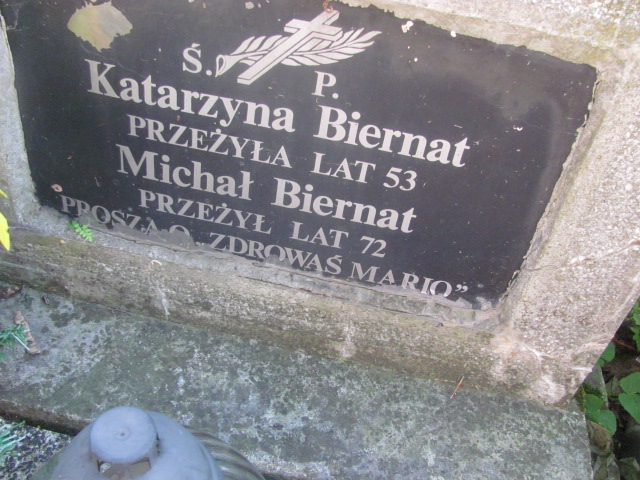 Ś. P.
Katarzyna Biernat
PRZEŻYŁA LAT 53
Michał Biernat
PRZEŻYŁ LAT 72
PROSZĄ O „ZDROWAŚ MARIO”